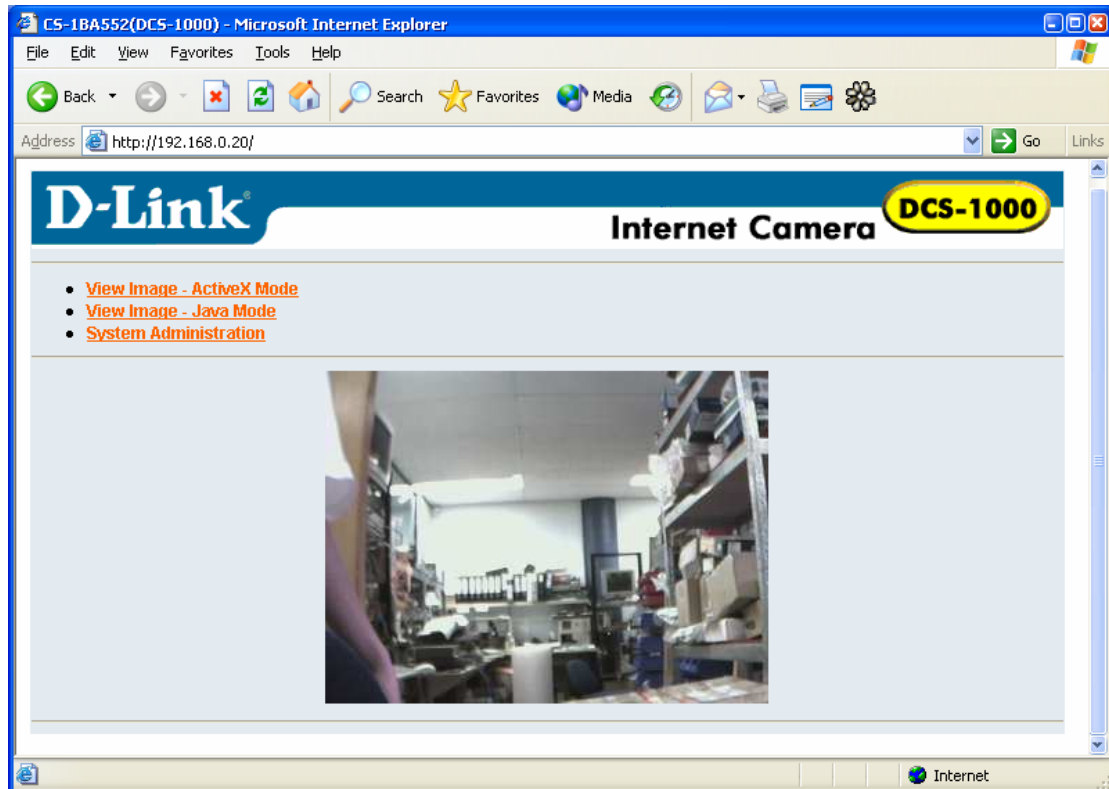 CS-1BA552(DCS-1000) - Microsoft Internet Explorer
File Edit View Favorites Tools Help
Back Search Favorites Media
Address http://192.168.0.20/ Go Links
D-Link
Internet Camera DCS-1000
View Image - ActiveX Mode
View Image - Java Mode
System Administration
Internet